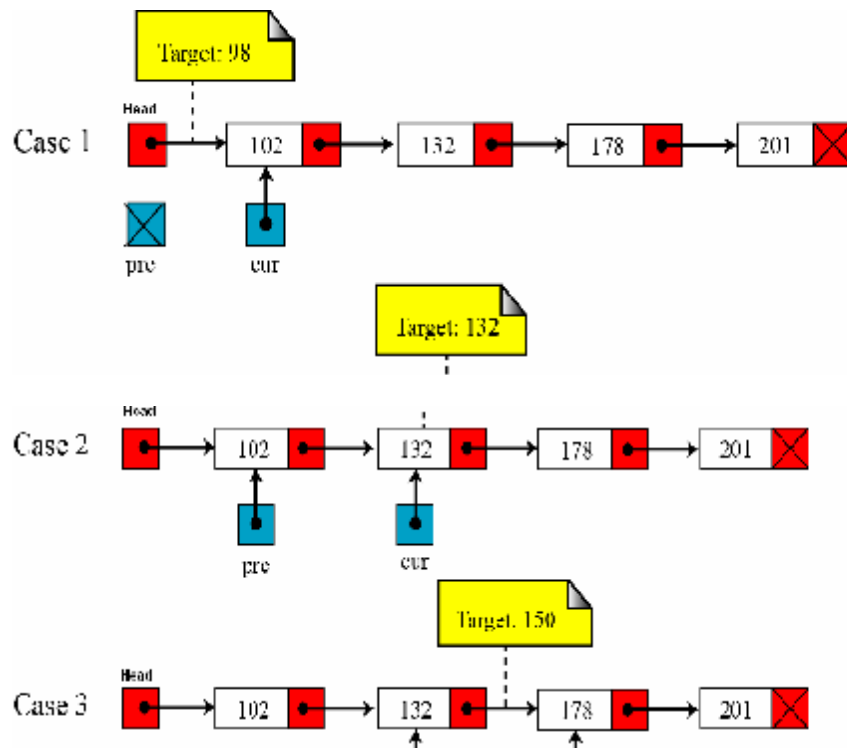 Target: 98
Head
Case 1
102 132 178 201
pre cur
Target: 132
Head
Case 2
102 132 178 201
pre cur
Target: 150
Head
Case 3
102 132 178 201